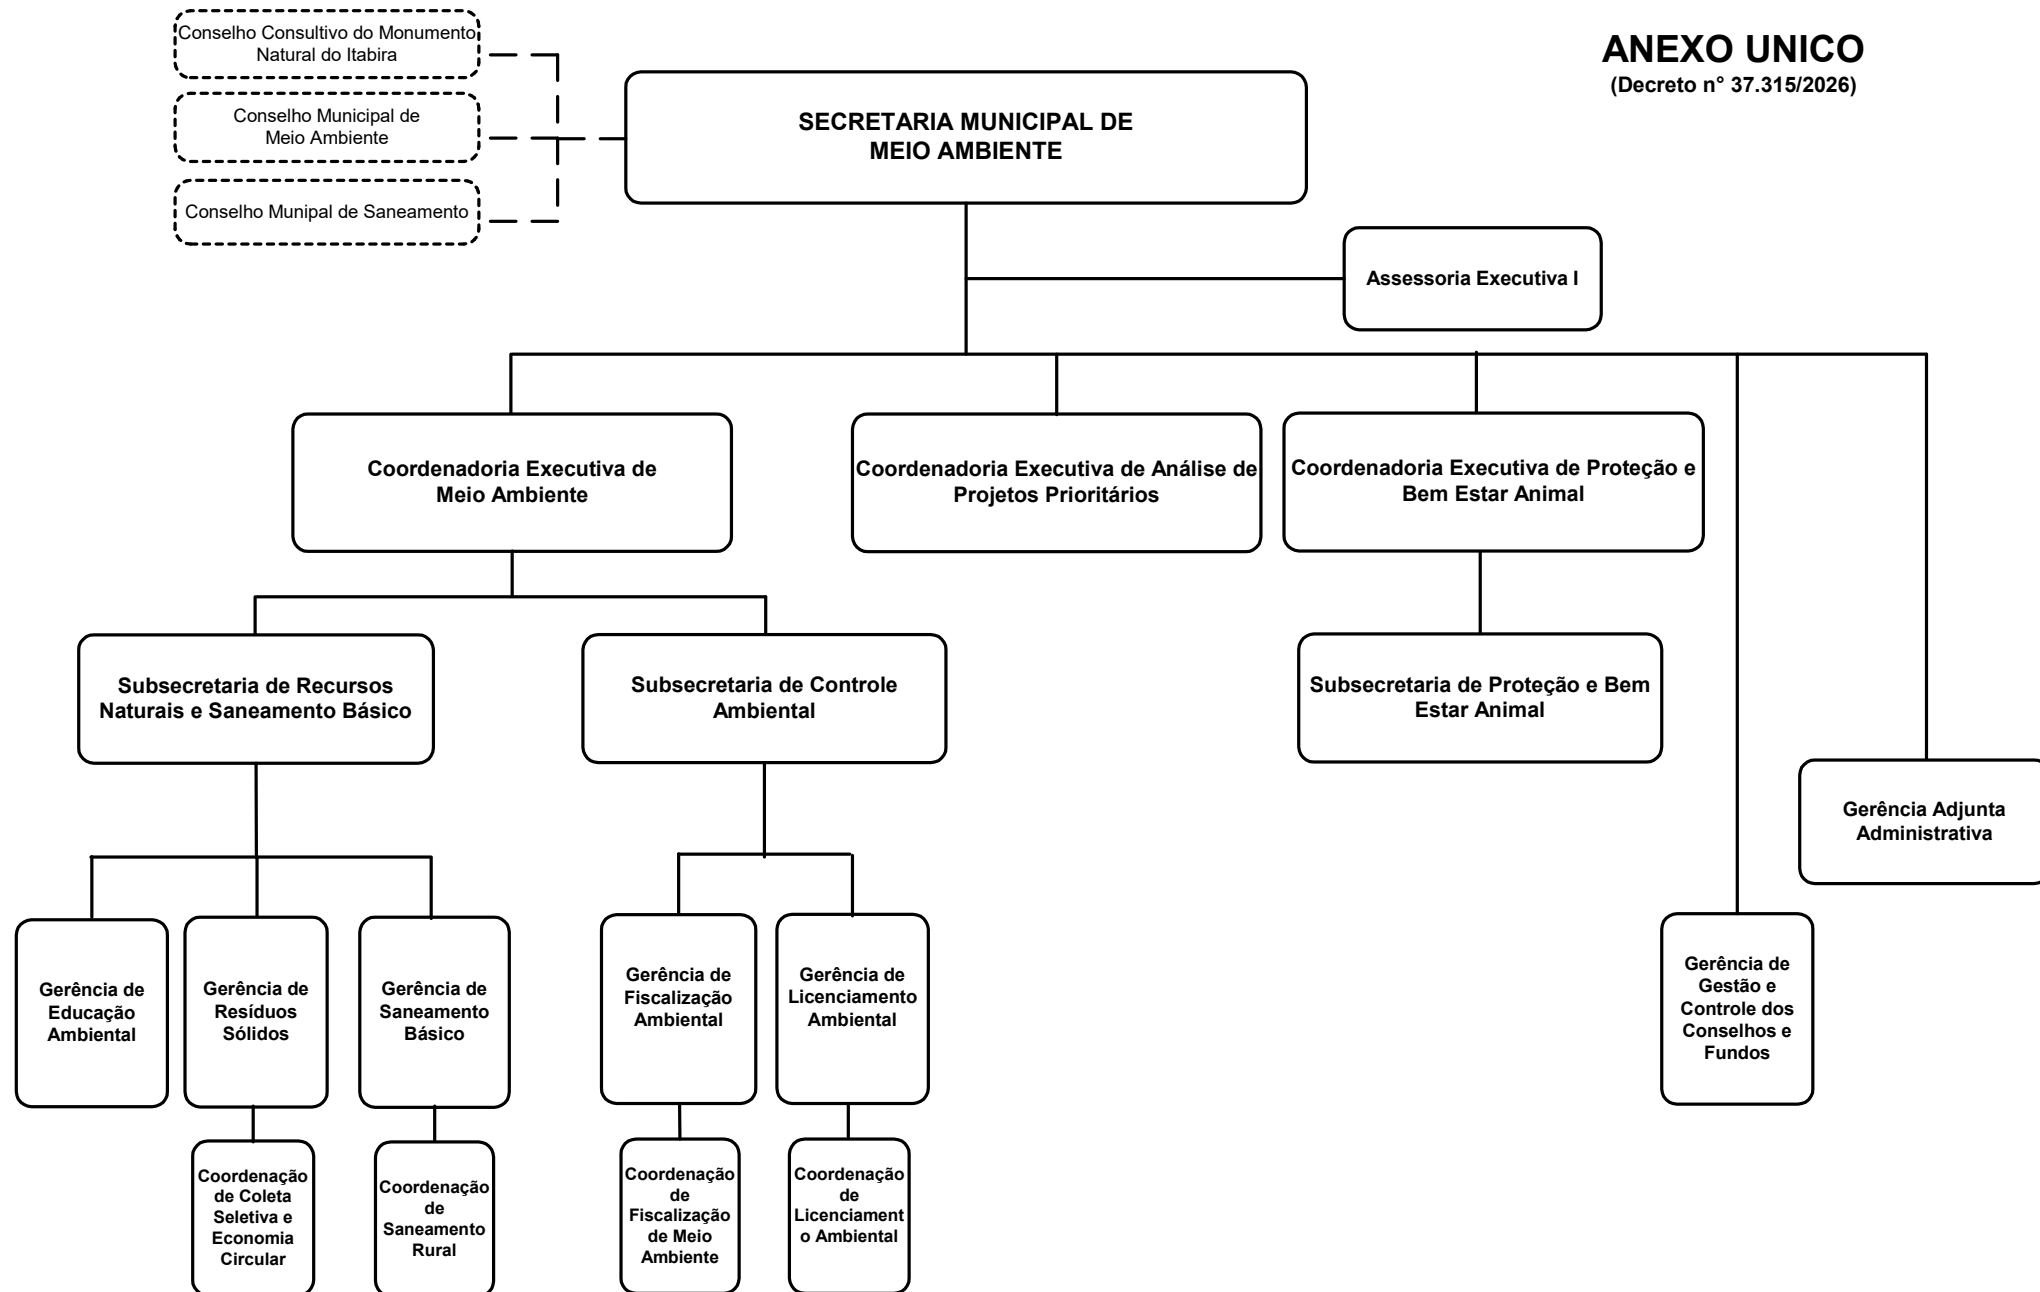 Conselho Consultivo do Monumento
Natural do Itabira
Conselho Municipal de
Meio Ambiente
Conselho Munipal de Saneamento
SECRETARIA MUNICIPAL DE
MEIO AMBIENTE
ANEXO UNICO
(Decreto n° 37.315/2026)
Assessoria Executiva I
Coordenadoria Executiva de
Meio Ambiente
Coordenadoria Executiva de Análise de
Projetos Prioritários
Coordenadoria Executiva de Proteção e
Bem Estar Animal
Subsecretaria de Recursos
Naturais e Saneamento Básico
Subsecretaria de Controle
Ambiental
Subsecretaria de Proteção e Bem
Estar Animal
Gerência Adjunta
Administrativa
Gerência de
Educação
Ambiental
Gerência de
Resíduos
Sólidos
Gerência de
Saneamento
Básico
Gerência de
Fiscalização
Ambiental
Gerência de
Licenciamento
Ambiental
Gerência de
Gestão e
Controle dos
Conselhos e
Fundos
Coordenação
de Coleta
Seletiva e
Economia
Circular
Coordenação
de
Saneamento
Rural
Coordenação
de
Fiscalização
de Meio
Ambiente
Coordenação
de
Licenciament
o Ambiental